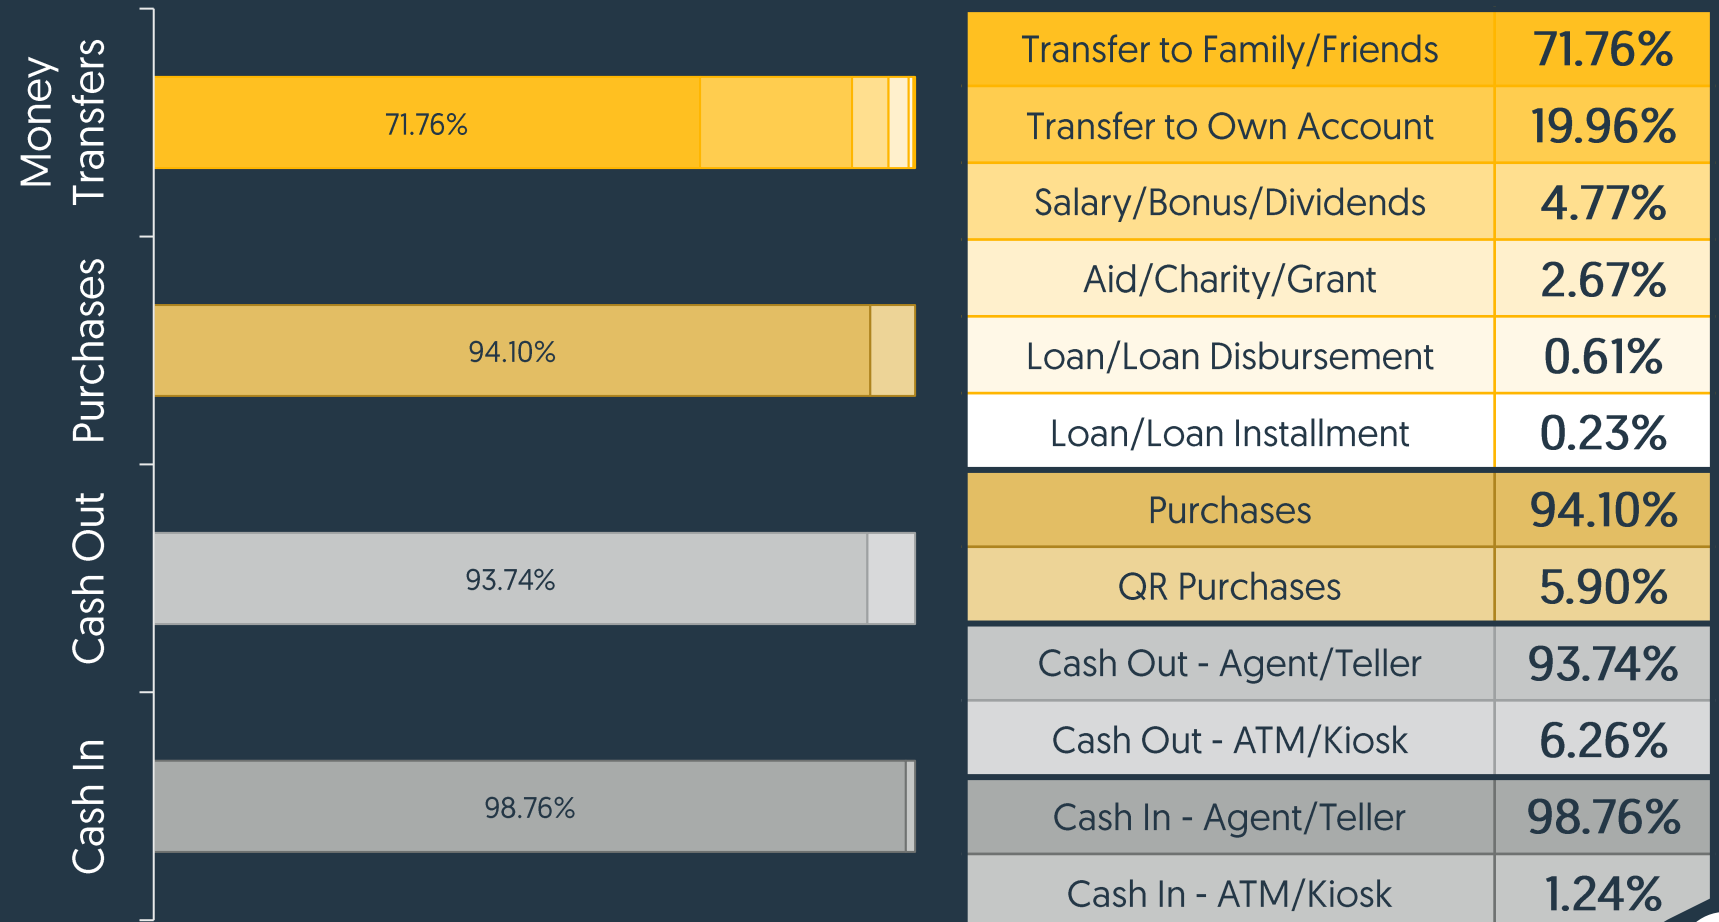 Money
Transfers
71.76%
Purchases
94.10%
Cash Out
93.74%
Cash In
98.76%
Transfer to Family/Friends 71.76%
Transfer to Own Account 19.96%
Salary/Bonus/Dividends 4.77%
Aid/Charity/Grant 2.67%
Loan/Loan Disbursement 0.61%
Loan/Loan Installment 0.23%
Purchases 94.10%
QR Purchases 5.90%
Cash Out - Agent/Teller 93.74%
Cash Out - ATM/Kiosk 6.26%
Cash In - Agent/Teller 98.76%
Cash In - ATM/Kiosk 1.24%